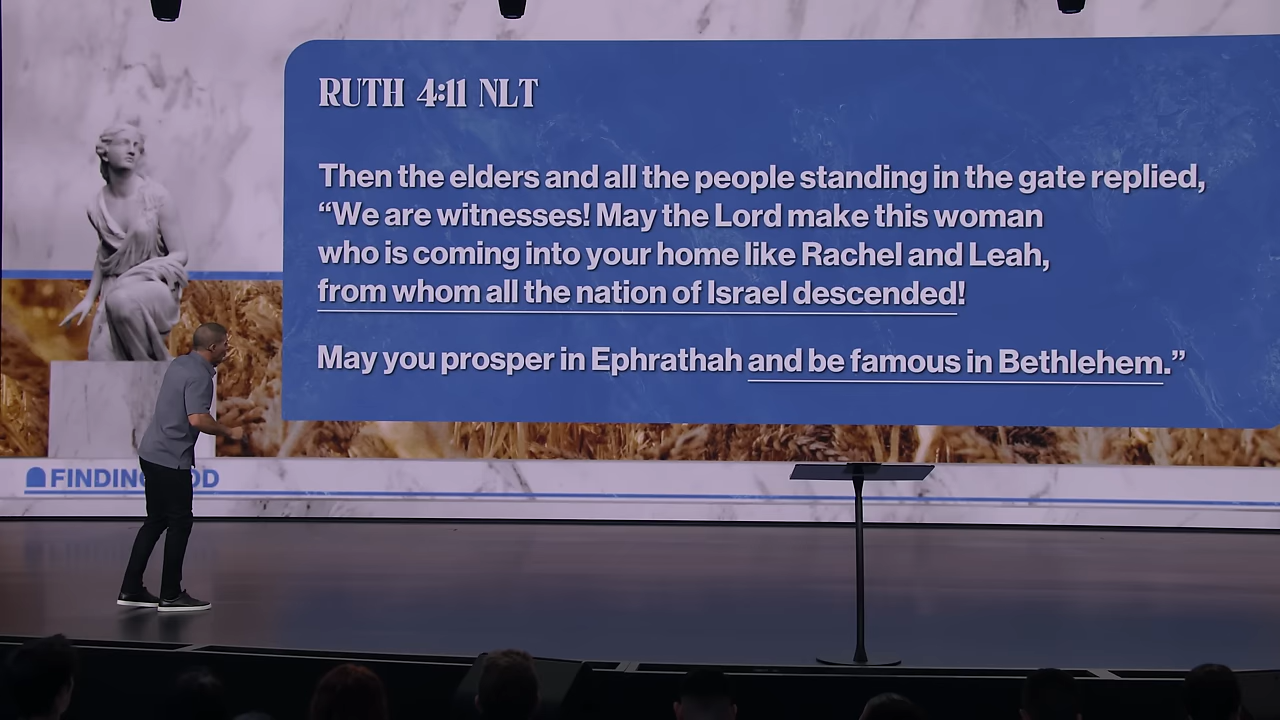 RUTH 4:11 NLT
Then the elders and all the people standing in the gate replied,
“We are witnesses! May the Lord make this woman
who is coming into your home like Rachel and Leah,
from whom all the nation of Israel descended!
May you prosper in Ephrathah and be famous in Bethlehem.”